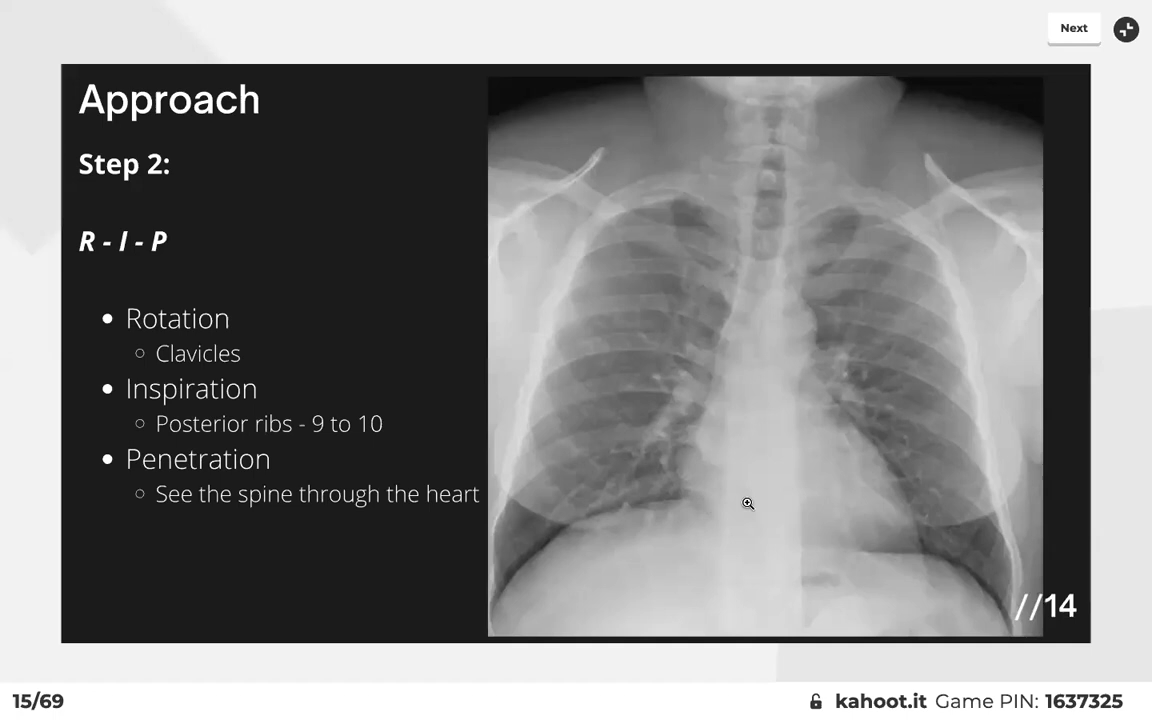 Next
Approach
Step 2:
R - I - P
Rotation
Clavicles
Inspiration
Posterior ribs - 9 to 10
Penetration
See the spine through the heart
//14
15/69
kahoot.it Game PIN: 1637325